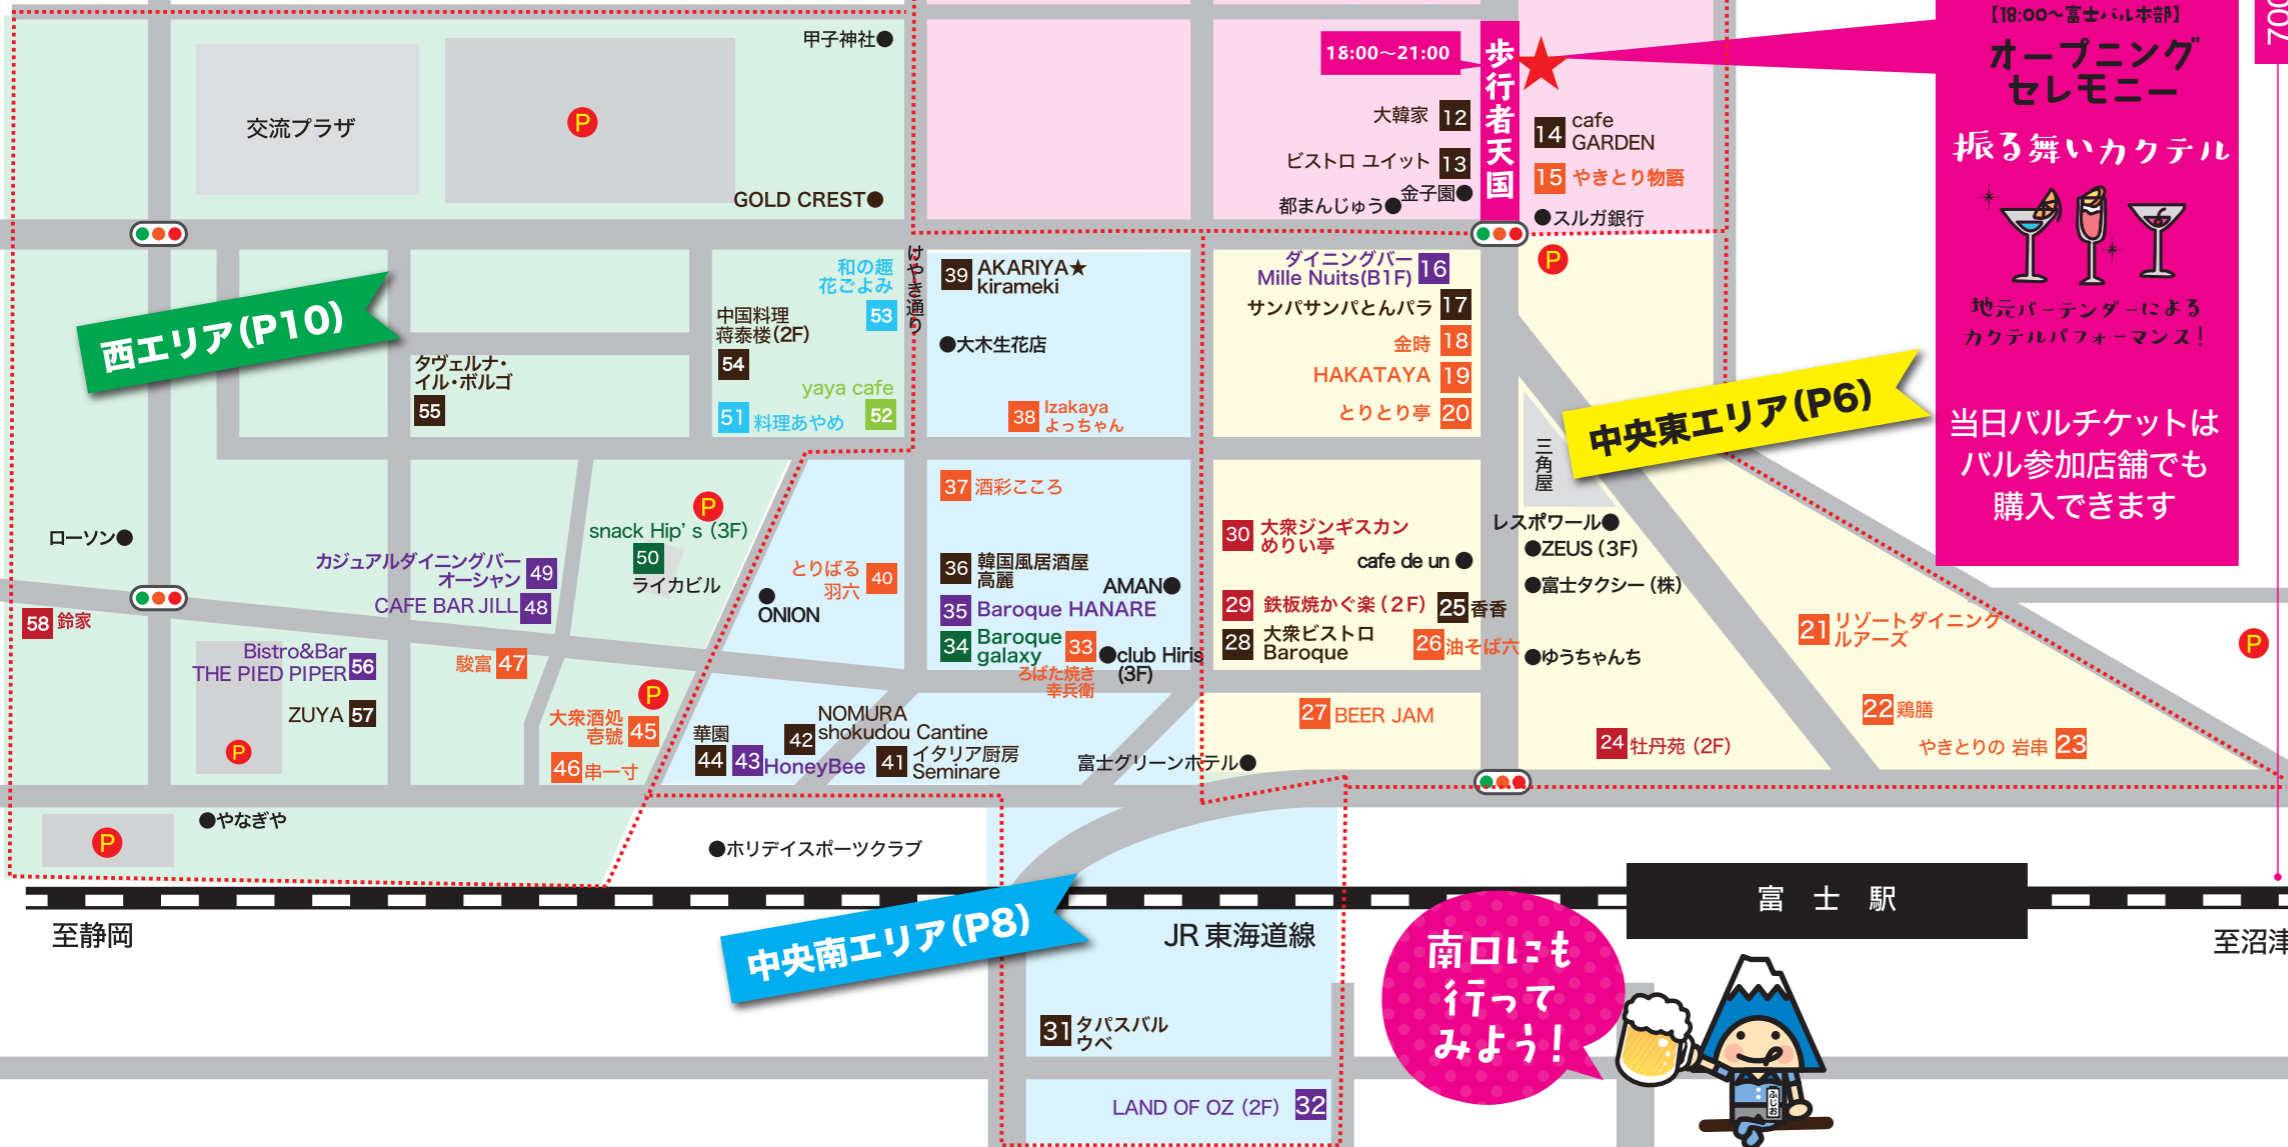 【18:00〜富士バル本部】
オープニング
セレモニー
振る舞いカクテル
地元バーテンダーによる
カクテルパフォーマンス!
当日バルチケットは
バル参加店舗でも
購入できます
甲子神社●
交流プラザ
P
GOLD CREST●
18:00〜21:00
歩行者天国
大韓家 12
ビストロ ユイット 13
金子園●
都まんじゅう●
14 cafe
GARDEN
15 やきとり物語
●スルガ銀行
P
けやき通り
西エリア(P10)
和の趣
花ごよみ
53
中国料理
蒋泰楼(2F)
54
yaya cafe
52
51 料理あやめ
タヴェルナ・
イル・ボルゴ
55
39 AKARIYA★
kirameki
●大木生花店
38 Izakaya
よっちゃん
ダイニングバー
Mille Nuits(B1F) 16
サンパサンパとんパラ 17
金時 18
HAKATAYA 19
とりとり亭 20
三角屋
中央東エリア(P6)
ローソン●
P
snack Hip's (3F)
50
ライカビル
カジュアルダイニングバー
オーシャン 49
CAFE BAR JILL 48
58 鈴家
Bistro&Bar
THE PIED PIPER 56
ZUYA 57
P
駿富 47
P
大衆酒処
壱號 45
46 串一寸
●
ONION
とりばる
羽六
40
37 酒彩こころ
36 韓国風居酒屋
高麗
AMAN●
35 Baroque HANARE
34 Baroque
galaxy
33
ろばた焼き
幸兵衛
●club Hiris
(3F)
華園
44
43 HoneyBee
42 NOMURA
shokudou Cantine
41 イタリア厨房
Seminare
富士グリーンホテル●
30 大衆ジンギスカン
めりい亭
cafe de un ●
29 鉄板焼かぐ楽(2F)
25 香香
28 大衆ビストロ
Baroque
26 油そば六
27 BEER JAM
レスポワール●
●ZEUS (3F)
●富士タクシー(株)
●ゆうちゃんち
21 リゾートダイニング
ルアーズ
22 鶏膳
やきとりの 岩串 23
24 牡丹苑 (2F)
P
●やなぎや
P
●ホリデイスポーツクラブ
富士駅
至静岡
JR 東海道線
至沼津
中央南エリア(P8)
南口にも
行って
みよう!
31 タパスバル
ウベ
LAND OF OZ (2F) 32
ふじお